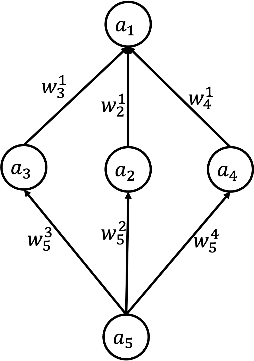 a₁
w₃¹ w₂¹ w₄¹
a₃ a₂ a₄
w₅³ w₅² w₅⁴
a₅